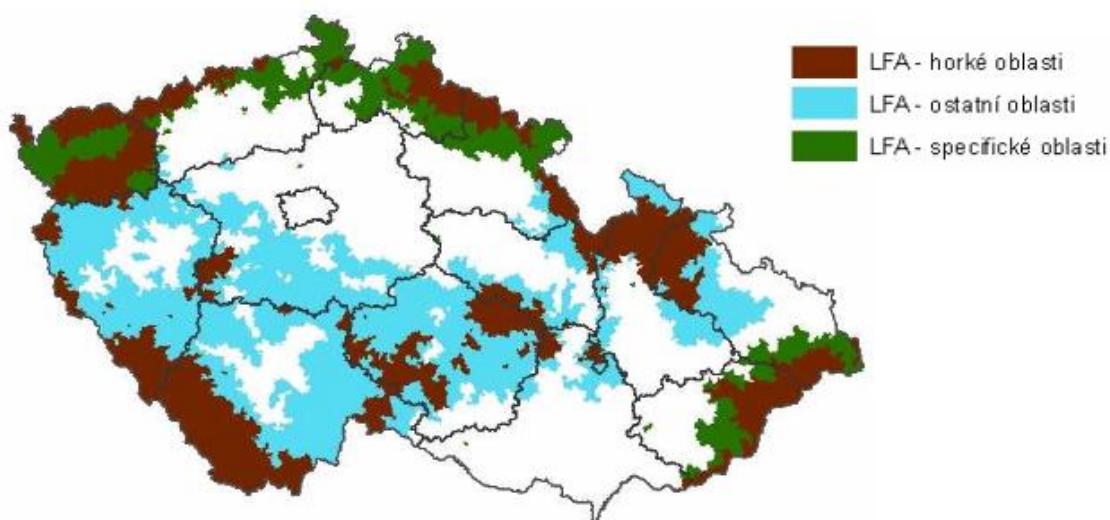 LFA - horké oblasti
LFA - ostatní oblasti
LFA - specifické oblasti